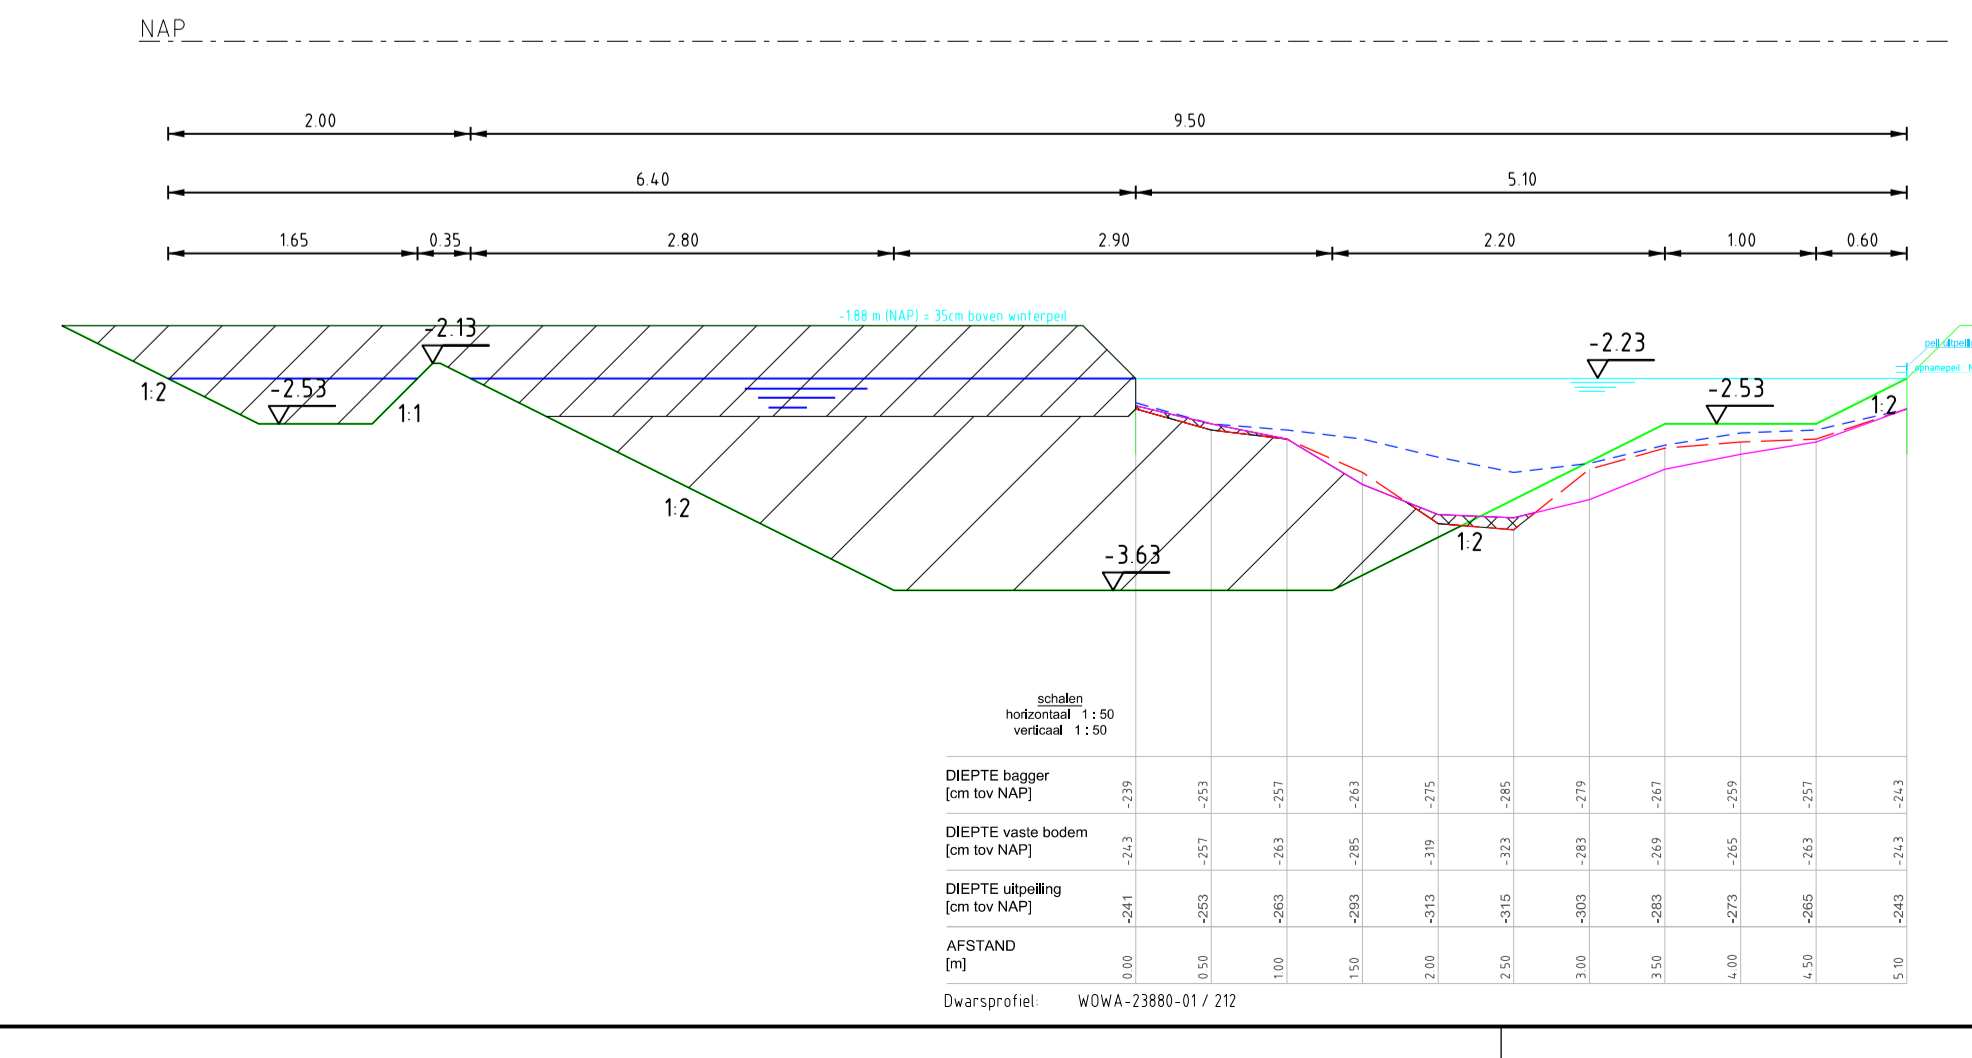 NAP
2.00 9.50
6.40 5.10
1.65 0.35 2.80 2.90 2.20 1.00 0.60
-1.88 m (NAP) = 35cm boven winterpeil
-2.13 -2.23
1:2 -2.53 1:1 -2.53 1:2
1:2 1:2
-3.63
schalen
horizontaal 1 : 50
verticaal 1 : 50
DIEPTE bagger
[cm tov NAP] -239 -253 -257 -263 -275 -285 -279 -267 -259 -257 -243
DIEPTE vaste bodem
[cm tov NAP] -243 -257 -263 -285 -319 -323 -283 -269 -265 -263 -243
DIEPTE uitpeiling
[cm tov NAP] -241 -253 -263 -293 -313 -315 -303 -283 -273 -265 -243
AFSTAND
[m] 0.00 0.50 1.00 1.50 2.00 2.50 3.00 3.50 4.00 4.50 5.10
Dwarsprofiel: WOWA-23880-01 / 212